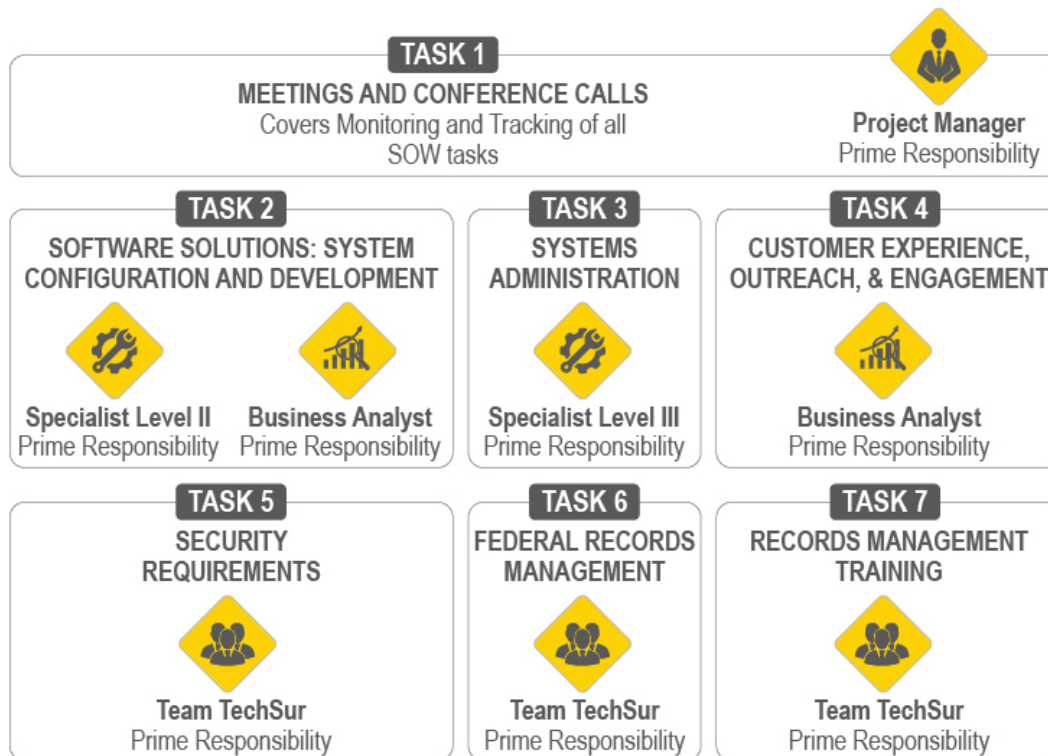 TASK 1
MEETINGS AND CONFERENCE CALLS
Covers Monitoring and Tracking of all
SOW tasks
Project Manager
Prime Responsibility
TASK 2
SOFTWARE SOLUTIONS: SYSTEM
CONFIGURATION AND DEVELOPMENT
Specialist Level II
Prime Responsibility
Business Analyst
Prime Responsibility
TASK 3
SYSTEMS
ADMINISTRATION
Specialist Level III
Prime Responsibility
TASK 4
CUSTOMER EXPERIENCE,
OUTREACH, & ENGAGEMENT
Business Analyst
Prime Responsibility
TASK 5
SECURITY
REQUIREMENTS
Team TechSur
Prime Responsibility
TASK 6
FEDERAL RECORDS
MANAGEMENT
Team TechSur
Prime Responsibility
TASK 7
RECORDS MANAGEMENT
TRAINING
Team TechSur
Prime Responsibility